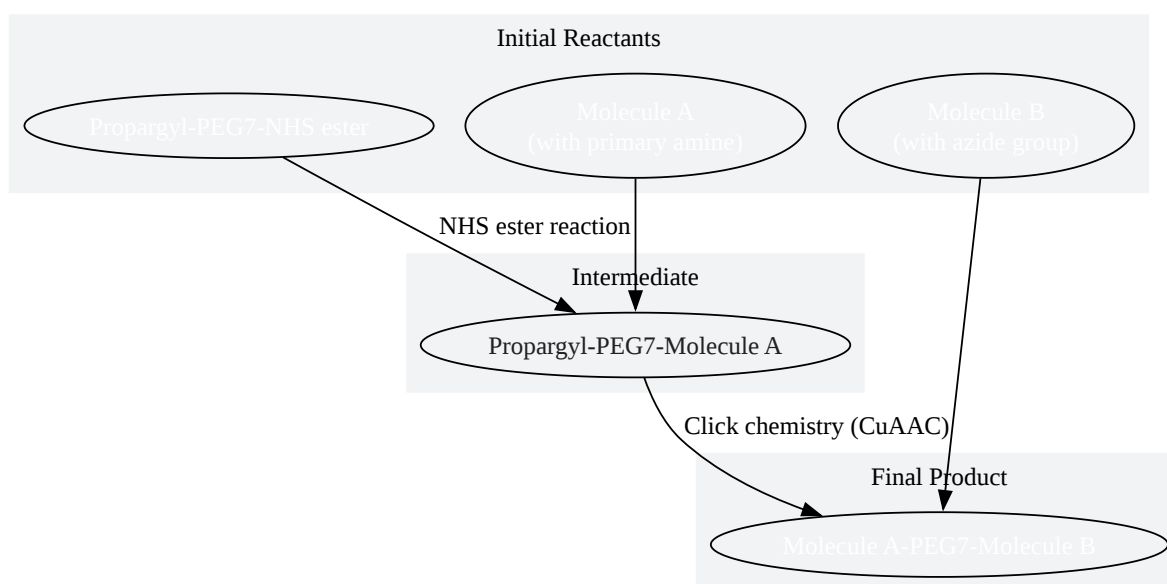 Initial Reactants
Propargyl-PEG7-NHS ester
Molecule A
(with primary amine)
Molecule B
(with azide group)
NHS ester reaction
Intermediate
Propargyl-PEG7-Molecule A
Click chemistry (CuAAC)
Final Product
Molecule A-PEG7-Molecule B